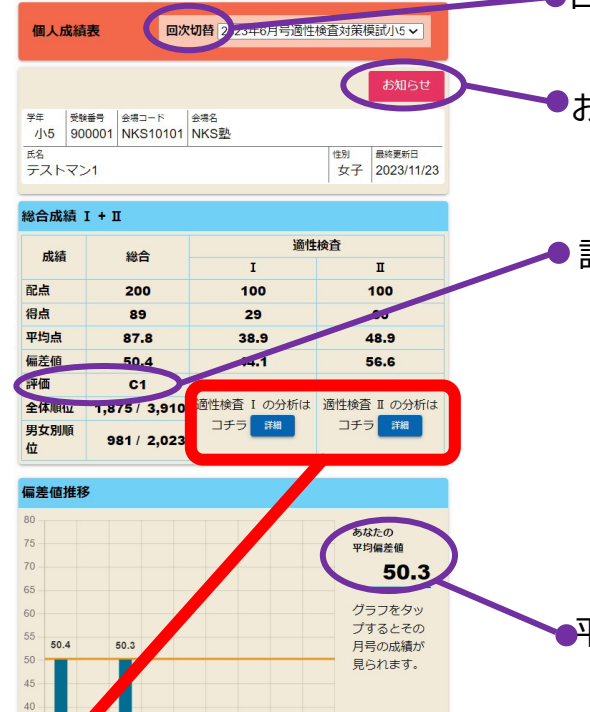 個人成績表
回次切替 2023年6月号適性検査対策模試小5
お知らせ
学年 受験番号 会場コード 会場名
小5 900001 NKS10101 NKS塾
氏名 性別 最終更新日
テストマン1 女子 2023/11/23
総合成績 Ⅰ + Ⅱ
成績 総合 適性検査
Ⅰ Ⅱ
配点 200 100 100
得点 89 29
平均点 87.8 38.9 48.9
偏差値 50.4 44.1 56.6
評価 C1
全体順位 1,875 / 3,910
男女別順位 981 / 2,023
適性検査 Ⅰ の分析は
コチラ 詳細
適性検査 Ⅱ の分析は
コチラ 詳細
偏差値推移
80
75
70
65
60
55
50
45
40
50.4 50.3
あなたの
平均偏差値
50.3
グラフをタッ
プするとその
月号の成績が
見られます。
お